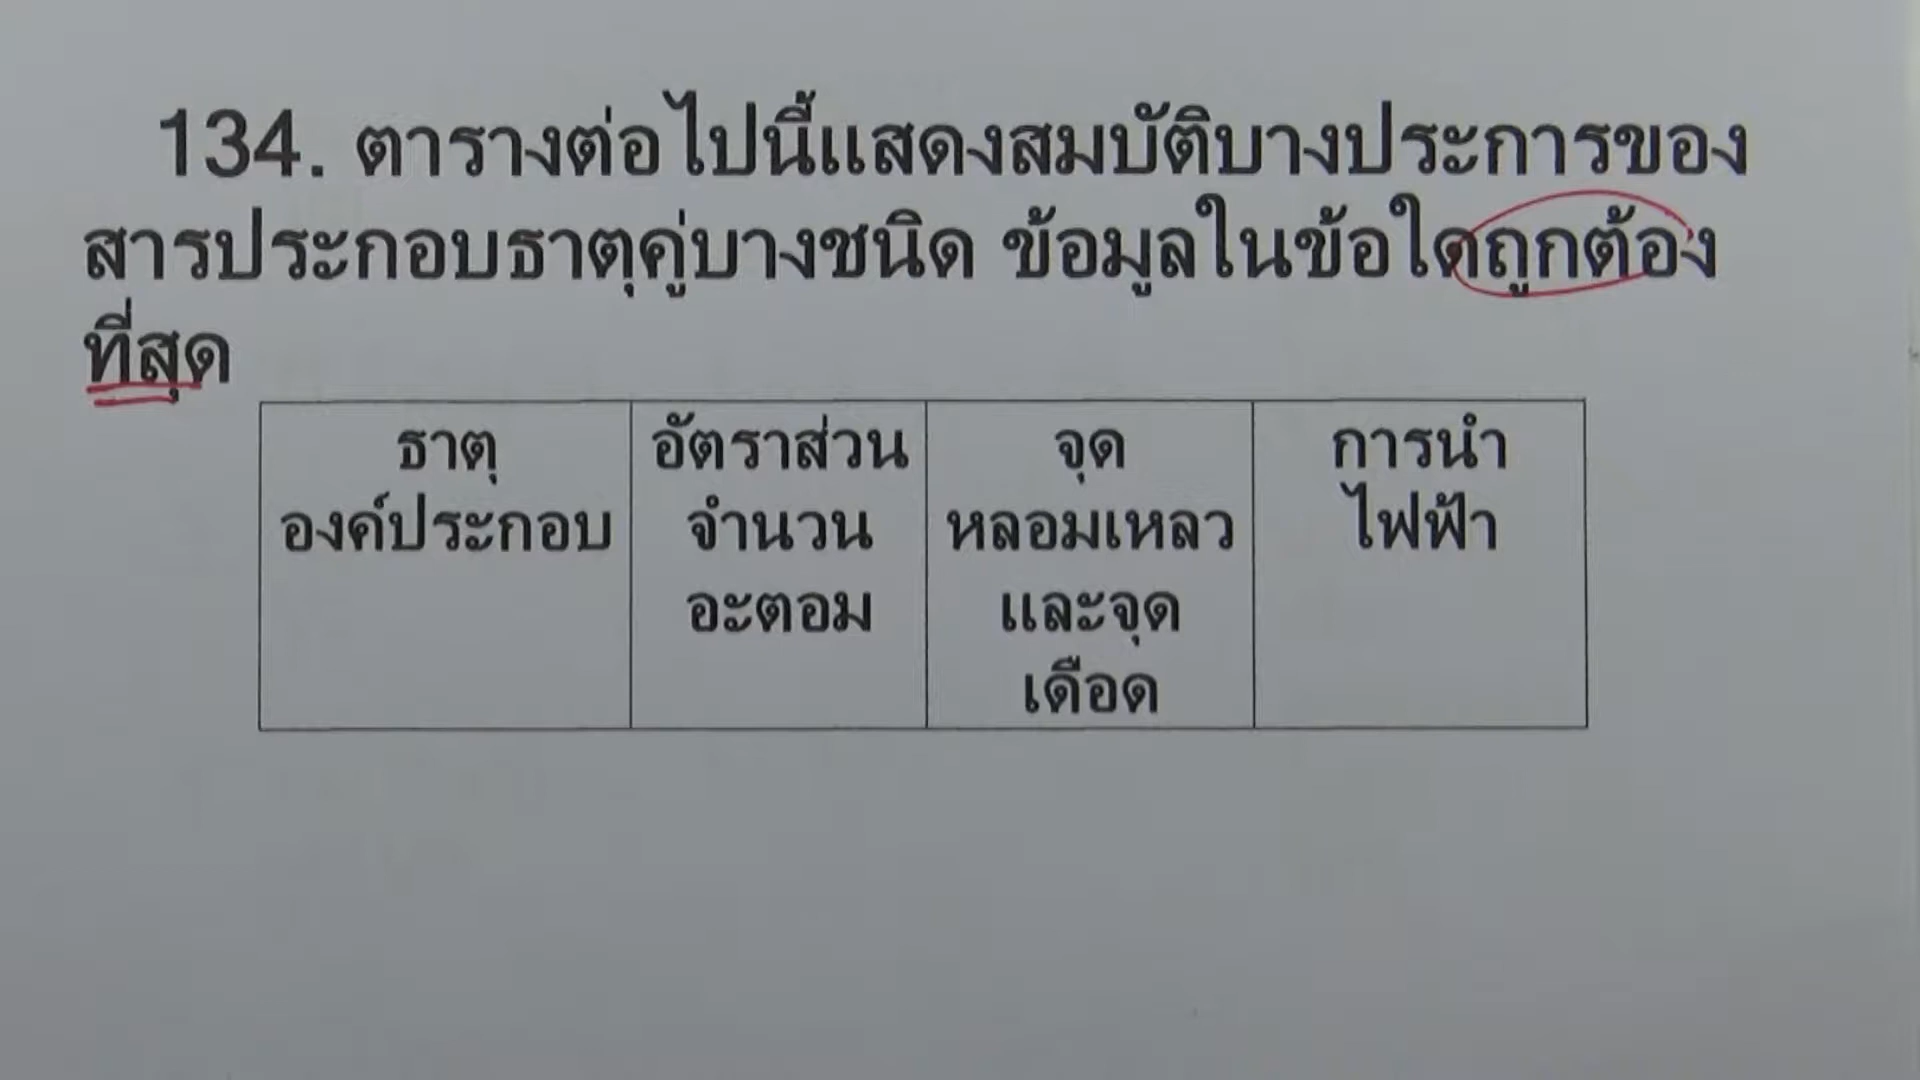 134. ตารางต่อไปนี้แสดงสมบัติบางประการของ
สารประกอบธาตุคู่บางชนิด ข้อมูลในข้อใดถูกต้อง
ที่สุด
ธาตุ
องค์ประกอบ
อัตราส่วน
จำนวน
อะตอม
จุด
หลอมเหลว
และจุด
เดือด
การนำ
ไฟฟ้า